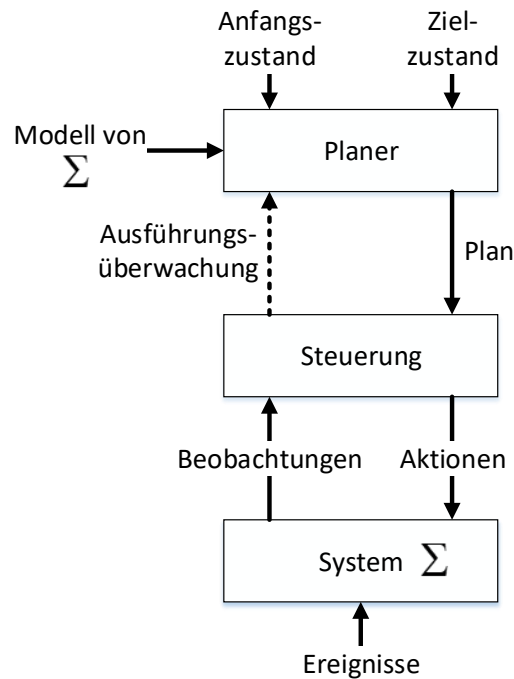 Anfangs-
zustand
Ziel-
zustand
Modell von
Σ
Planer
Ausführungs-
überwachung
Plan
Steuerung
Beobachtungen
Aktionen
System Σ
Ereignisse